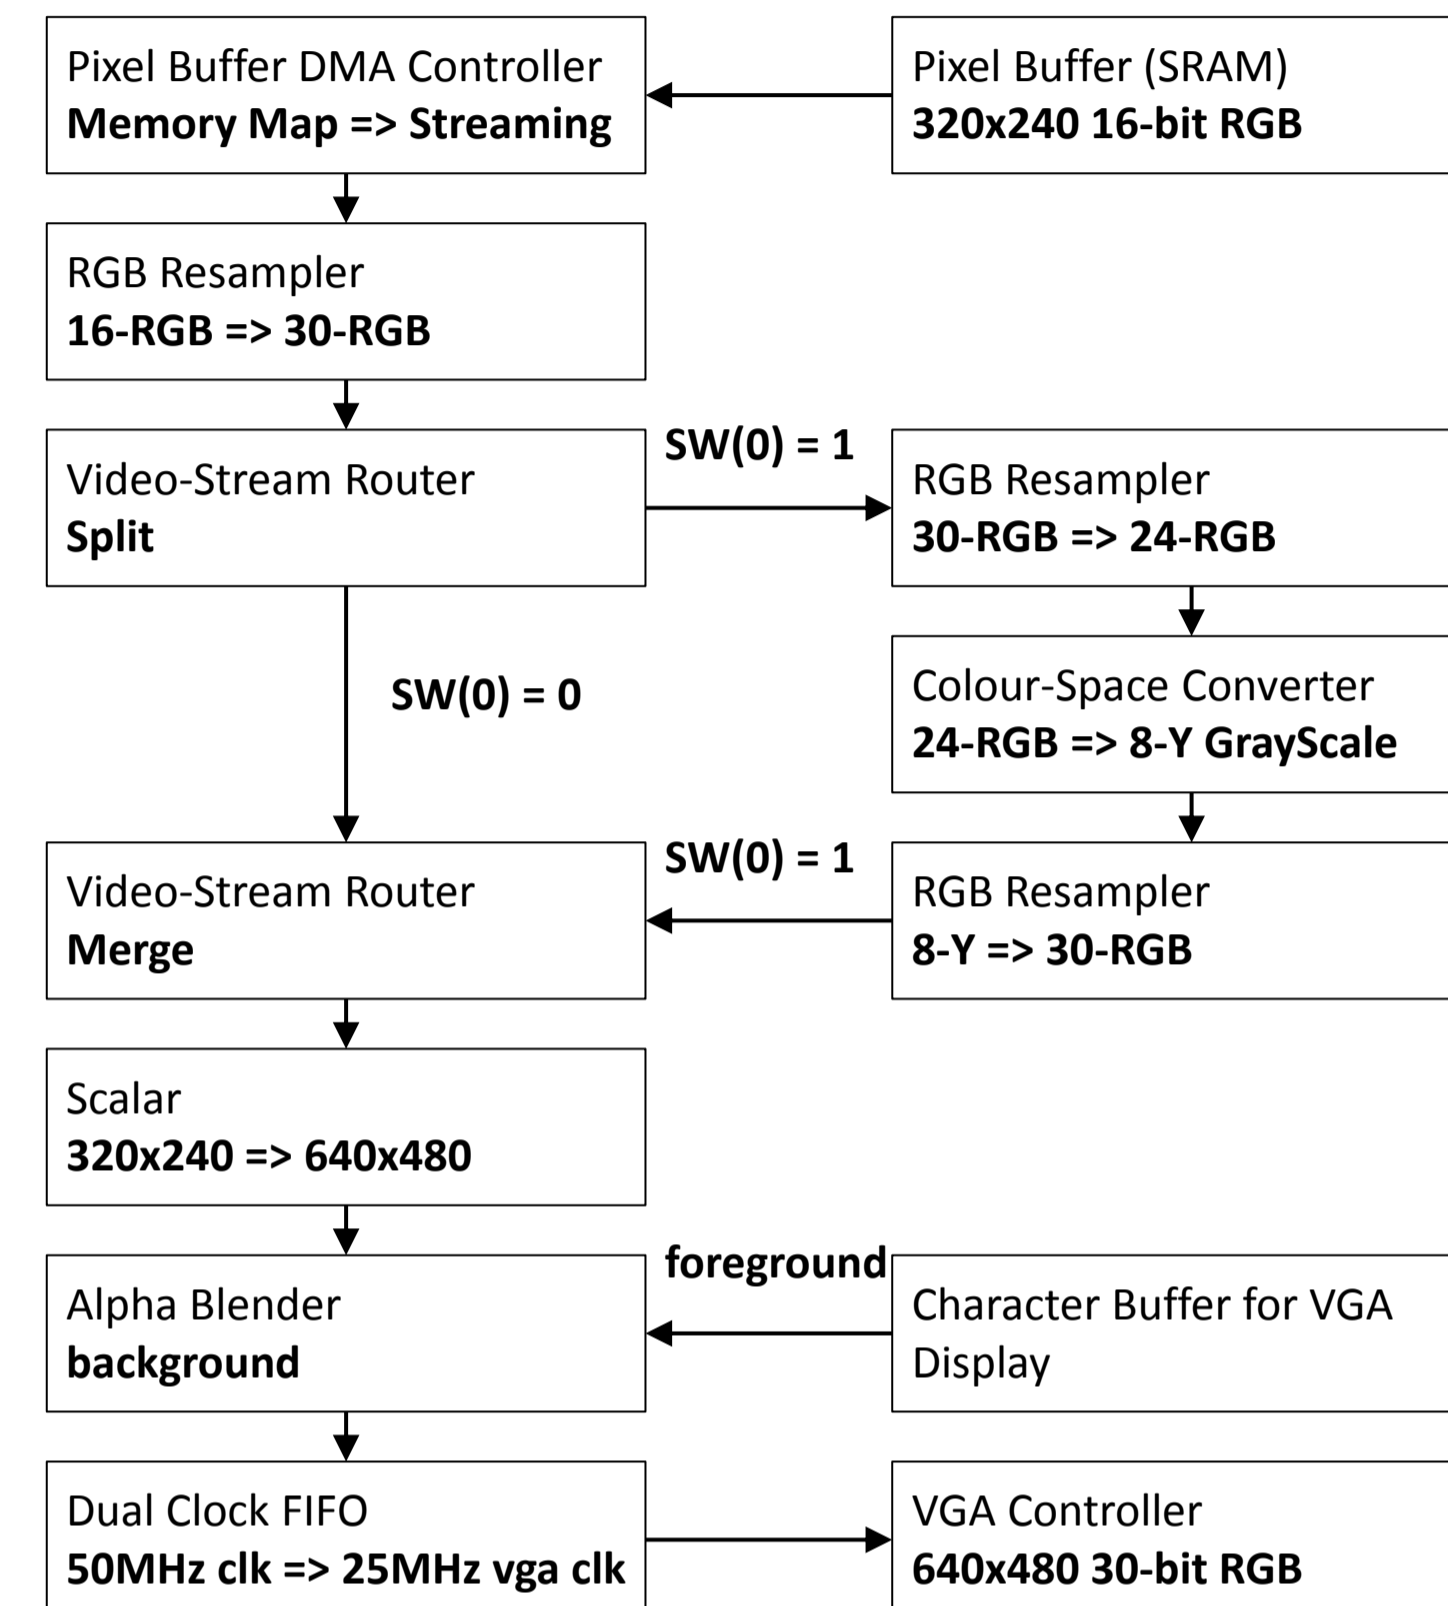 Pixel Buffer DMA Controller
Memory Map => Streaming
Pixel Buffer (SRAM)
320x240 16-bit RGB
RGB Resampler
16-RGB => 30-RGB
Video-Stream Router
Split
SW(0) = 1
RGB Resampler
30-RGB => 24-RGB
SW(0) = 0
Colour-Space Converter
24-RGB => 8-Y GrayScale
Video-Stream Router
Merge
SW(0) = 1
RGB Resampler
8-Y => 30-RGB
Scalar
320x240 => 640x480
Alpha Blender
background
foreground
Character Buffer for VGA
Display
Dual Clock FIFO
50MHz clk => 25MHz vga clk
VGA Controller
640x480 30-bit RGB